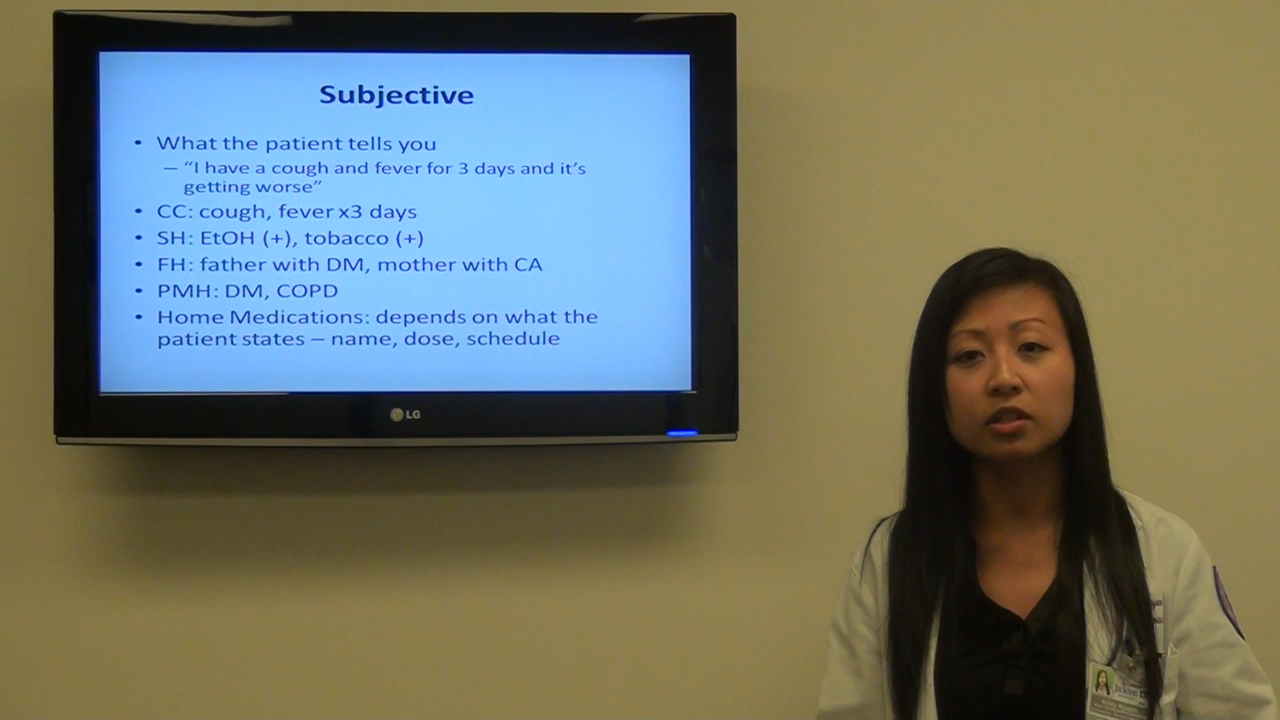 Subjective
• What the patient tells you
– “I have a cough and fever for 3 days and it’s
getting worse”
• CC: cough, fever x3 days
• SH: EtOH (+), tobacco (+)
• FH: father with DM, mother with CA
• PMH: DM, COPD
• Home Medications: depends on what the
patient states – name, dose, schedule
LG
Jackson